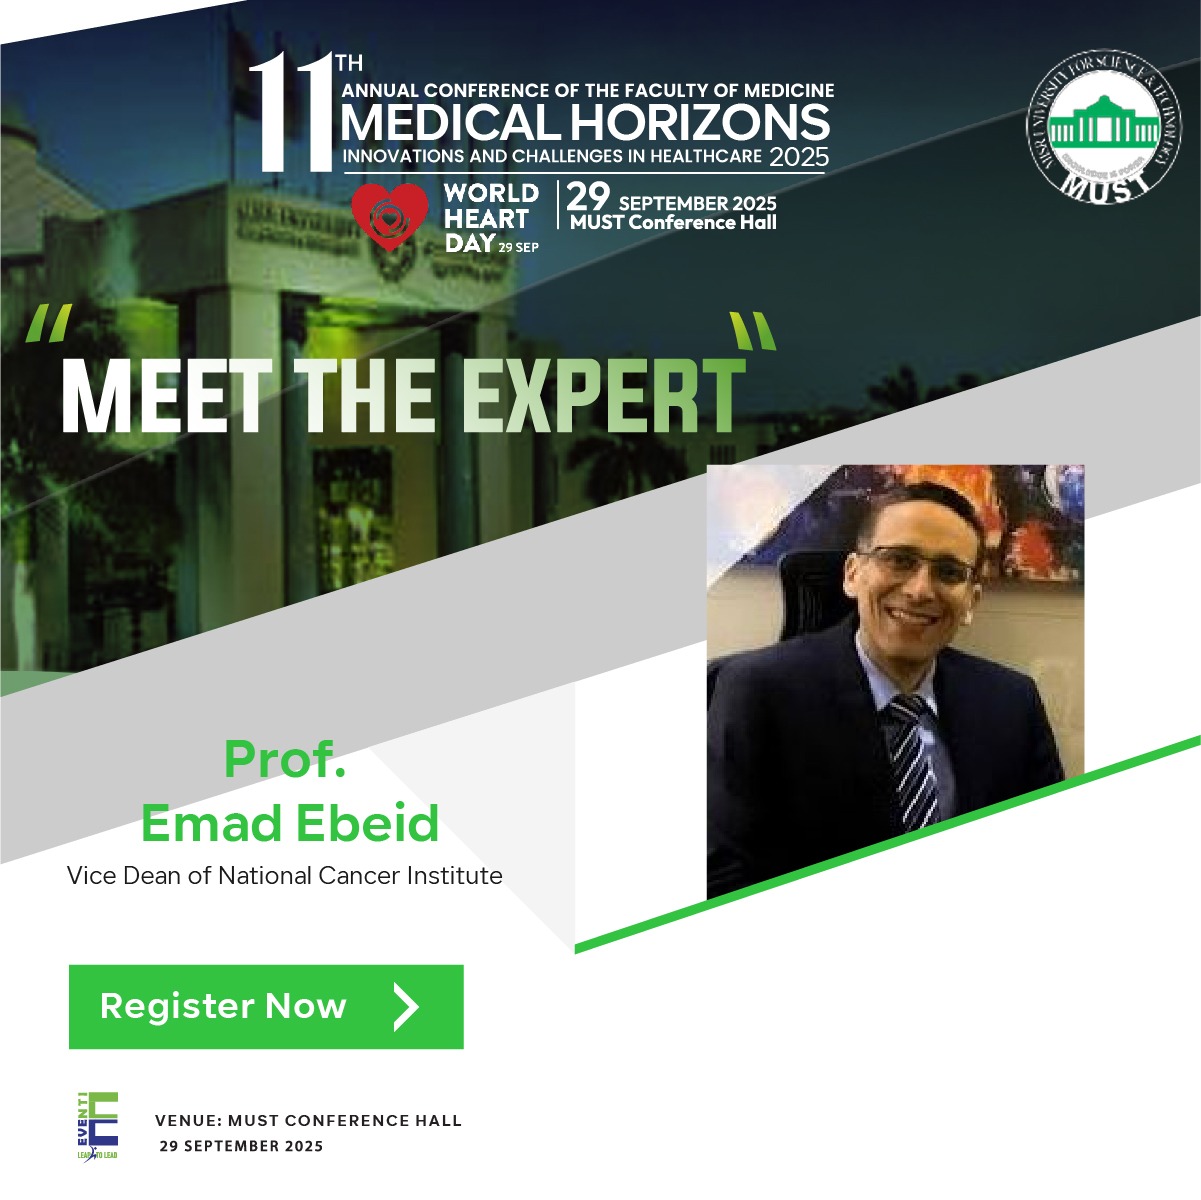 11TH
ANNUAL CONFERENCE OF THE FACULTY OF MEDICINE
MEDICAL HORIZONS
INNOVATIONS AND CHALLENGES IN HEALTHCARE 2025
WORLD
HEART
DAY 29 SEP
29 SEPTEMBER 2025
MUST Conference Hall
MISR UNIVERSITY FOR SCIENCE & TECHNOLOGY
KNOWLEDGE IS POWER
MUST
"MEET THE EXPERT"
Prof.
Emad Ebeid
Vice Dean of National Cancer Institute
Register Now
EVENTI
LEAP TO LEAD
VENUE: MUST CONFERENCE HALL
29 SEPTEMBER 2025